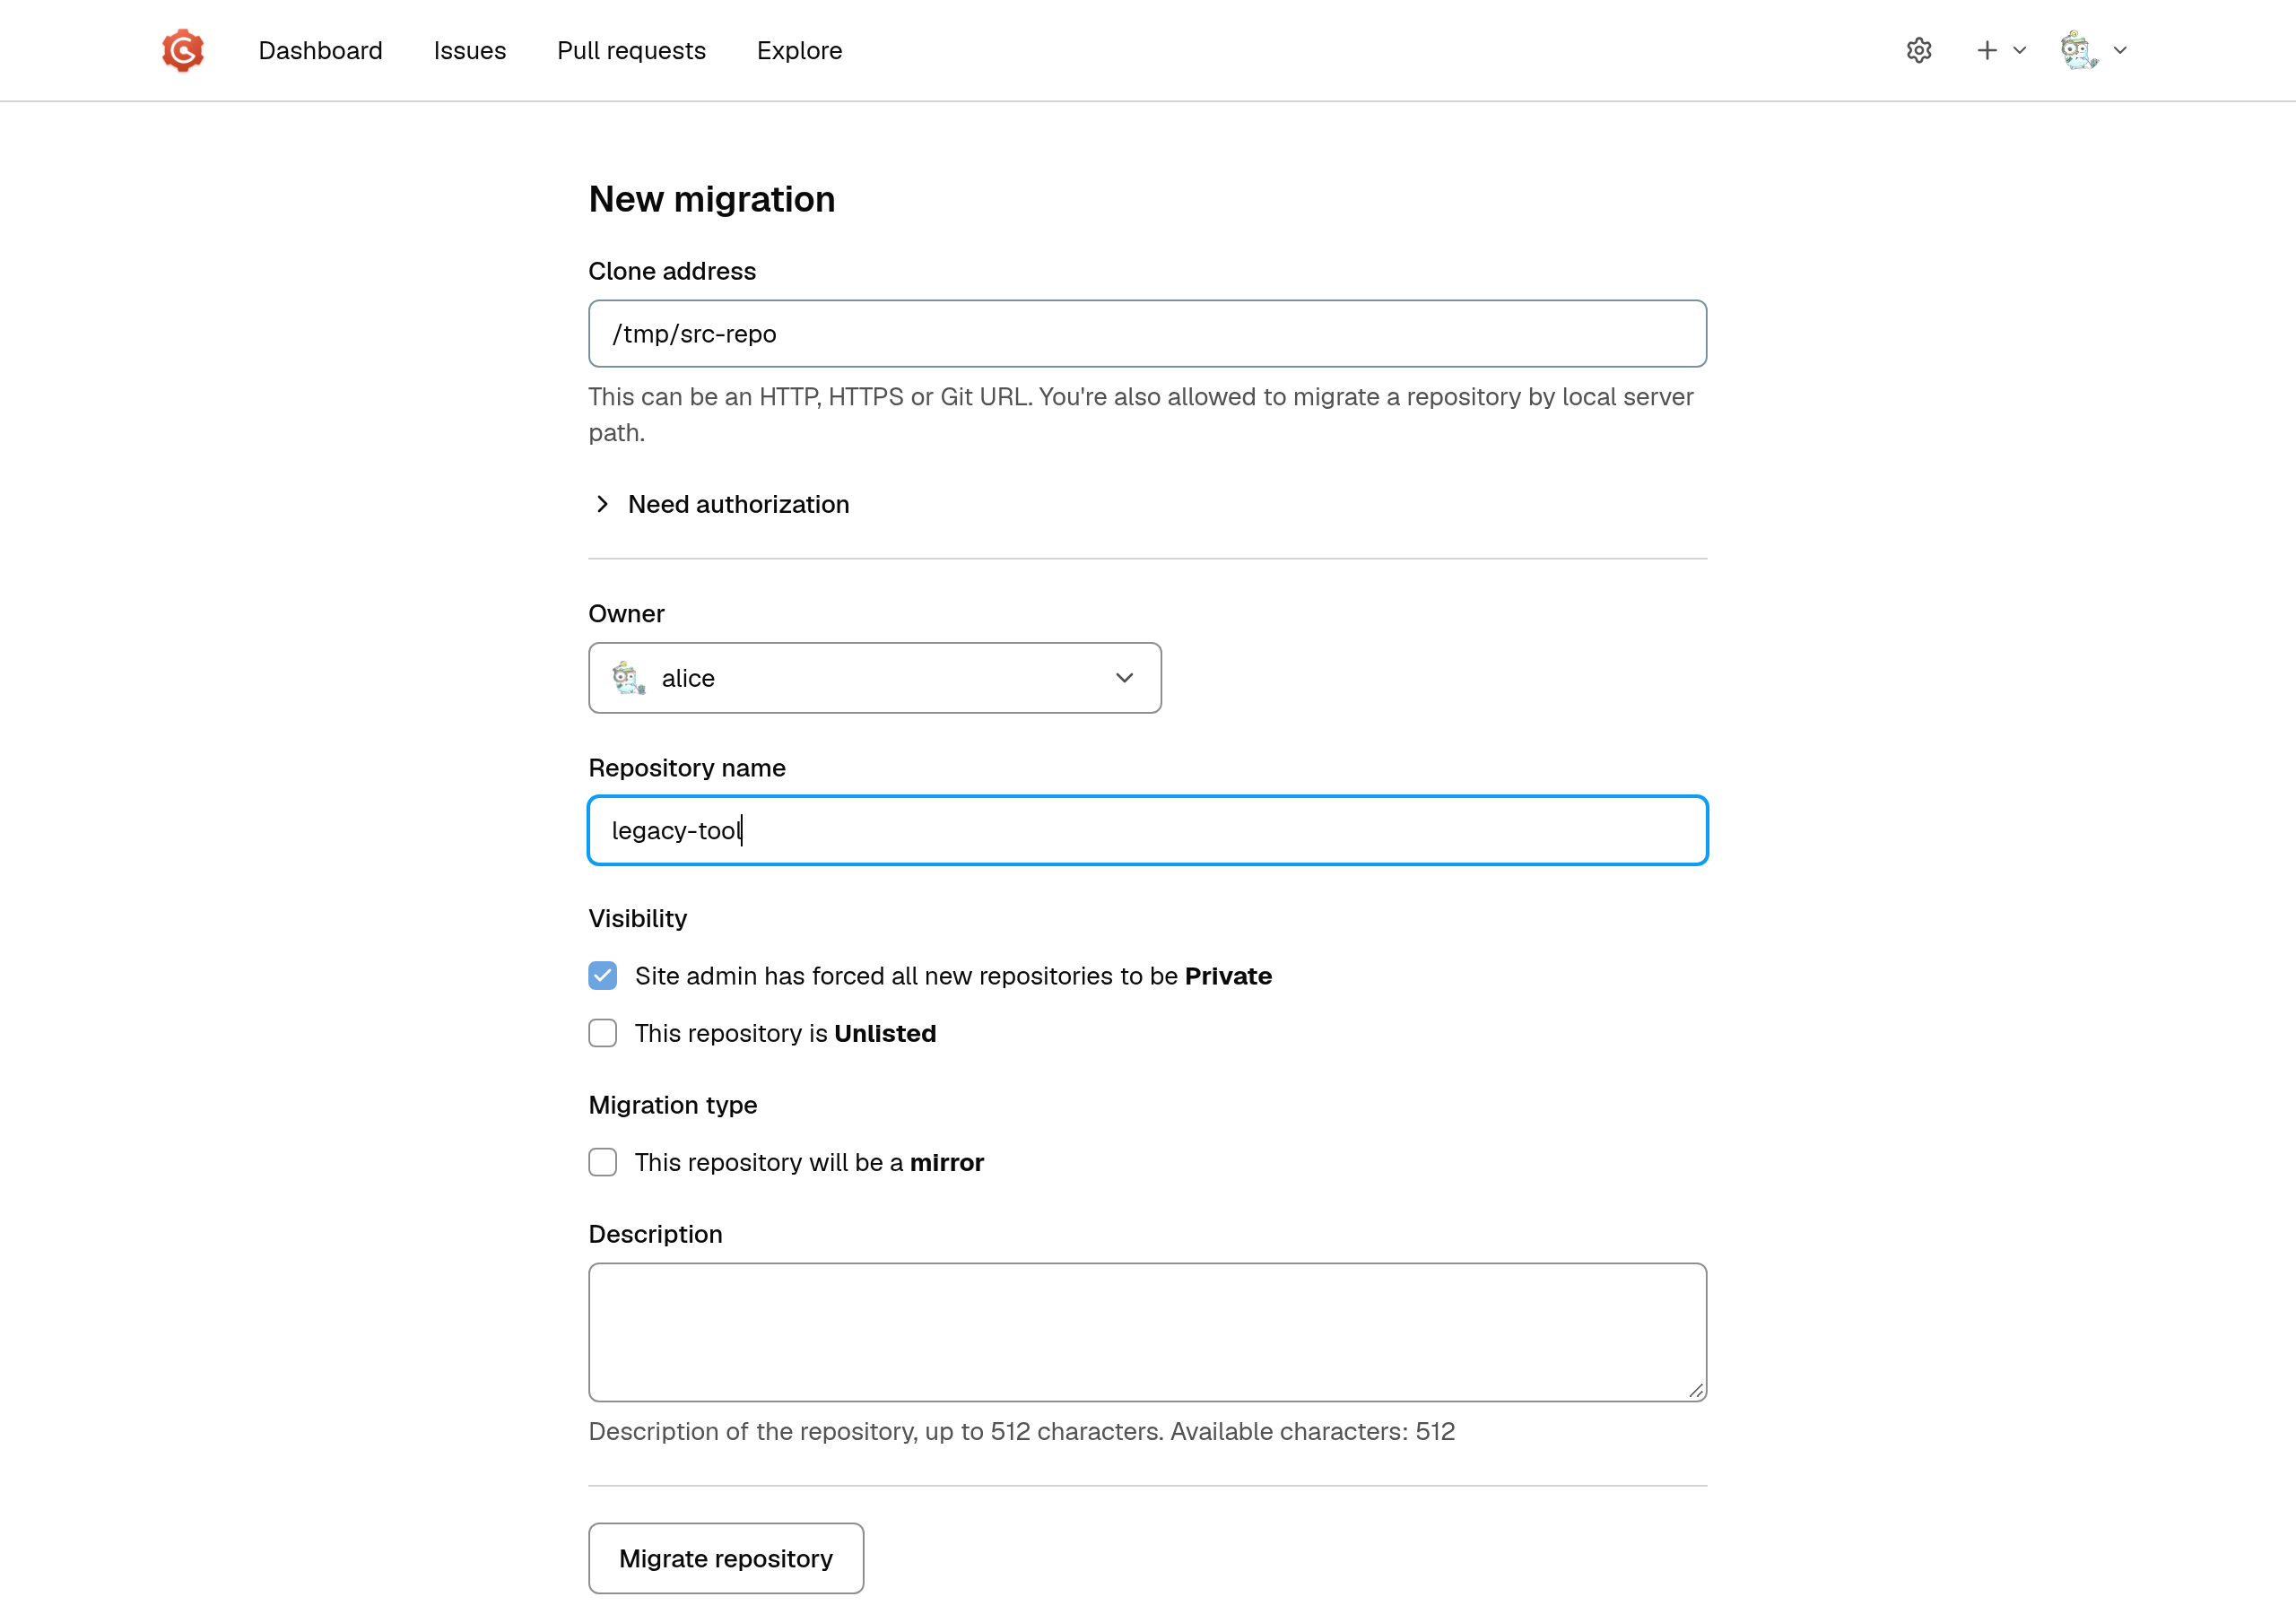 Dashboard Issues Pull requests Explore
New migration
Clone address
/tmp/src-repo
This can be an HTTP, HTTPS or Git URL. You're also allowed to migrate a repository by local server
path.
Need authorization
Owner
alice
Repository name
legacy-tool
Visibility
Site admin has forced all new repositories to be Private
This repository is Unlisted
Migration type
This repository will be a mirror
Description
Description of the repository, up to 512 characters. Available characters: 512
Migrate repository